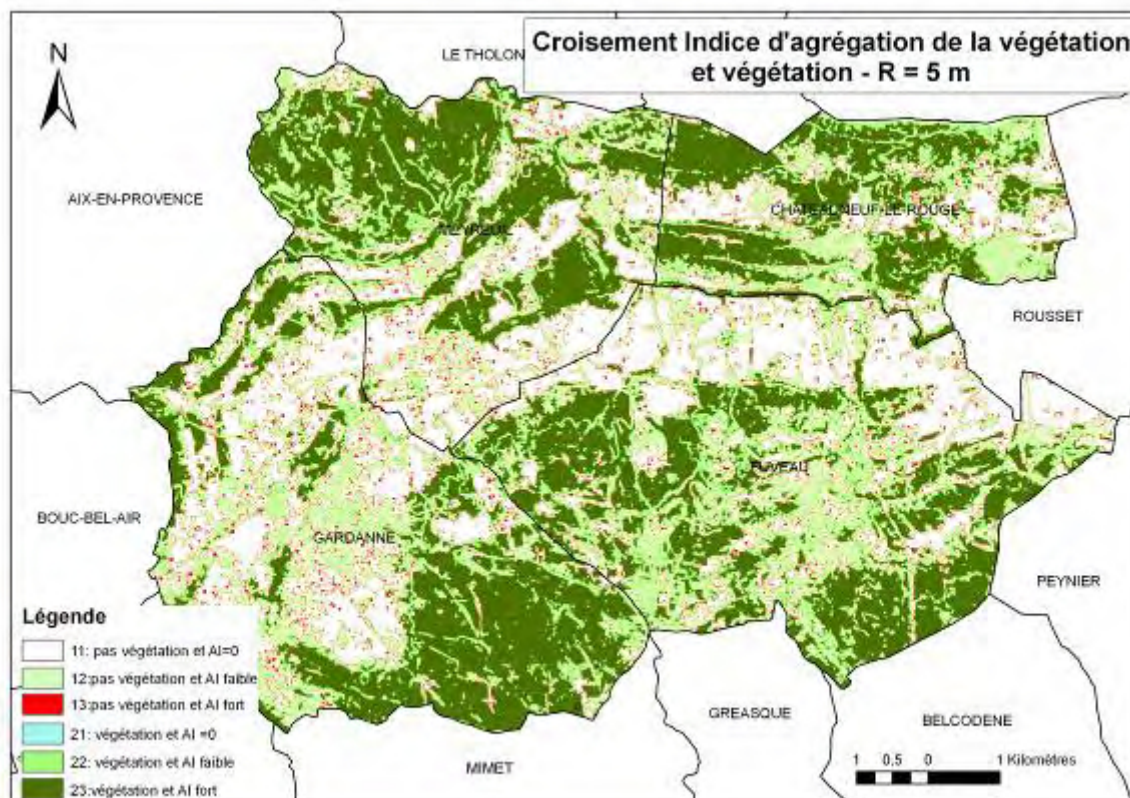 Croisement Indice d'agrégation de la végétation
et végétation - R = 5 m
N
LE THOLON
AIX-EN-PROVENCE
CHATEAUNEUF-LE-ROUGE
MEYREUIL
ROUSSET
FUVEAU
BOUC-BEL-AIR
GARDANNE
PEYNIER
Légende
11: pas végétation et AI=0
12:pas végétation et AI faible
13:pas végétation et AI fort
21: végétation et AI =0
22: végétation et AI faible
23:végétation et AI fort
GREASQUE
BELCODENE
MIMET
1 0.5 0 1 Kilomètres